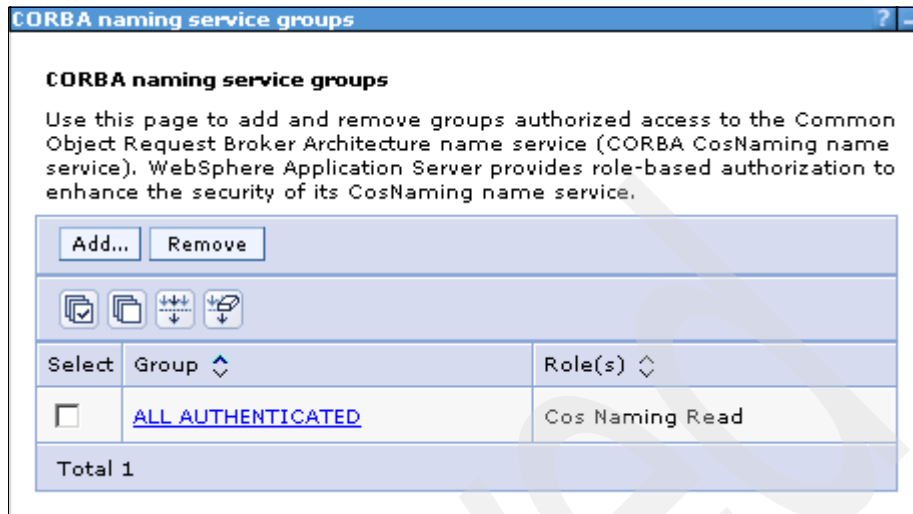 CORBA naming service groups ? -
CORBA naming service groups
Use this page to add and remove groups authorized access to the Common
Object Request Broker Architecture name service (CORBA CosNaming name
service). WebSphere Application Server provides role-based authorization to
enhance the security of its CosNaming name service.
Add... Remove
Select Group Role(s)
ALL AUTHENTICATED Cos Naming Read
Total 1